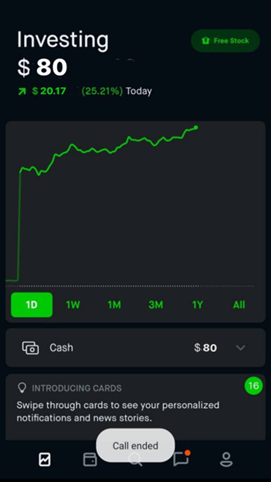 Investing
Free Stock
$ 80
$ 20.17 (25.21%) Today
1D 1W 1M 3M 1Y All
Cash $ 80
INTRODUCING CARDS 16
Swipe through cards to see your personalized
notifications and news stories.
Call ended